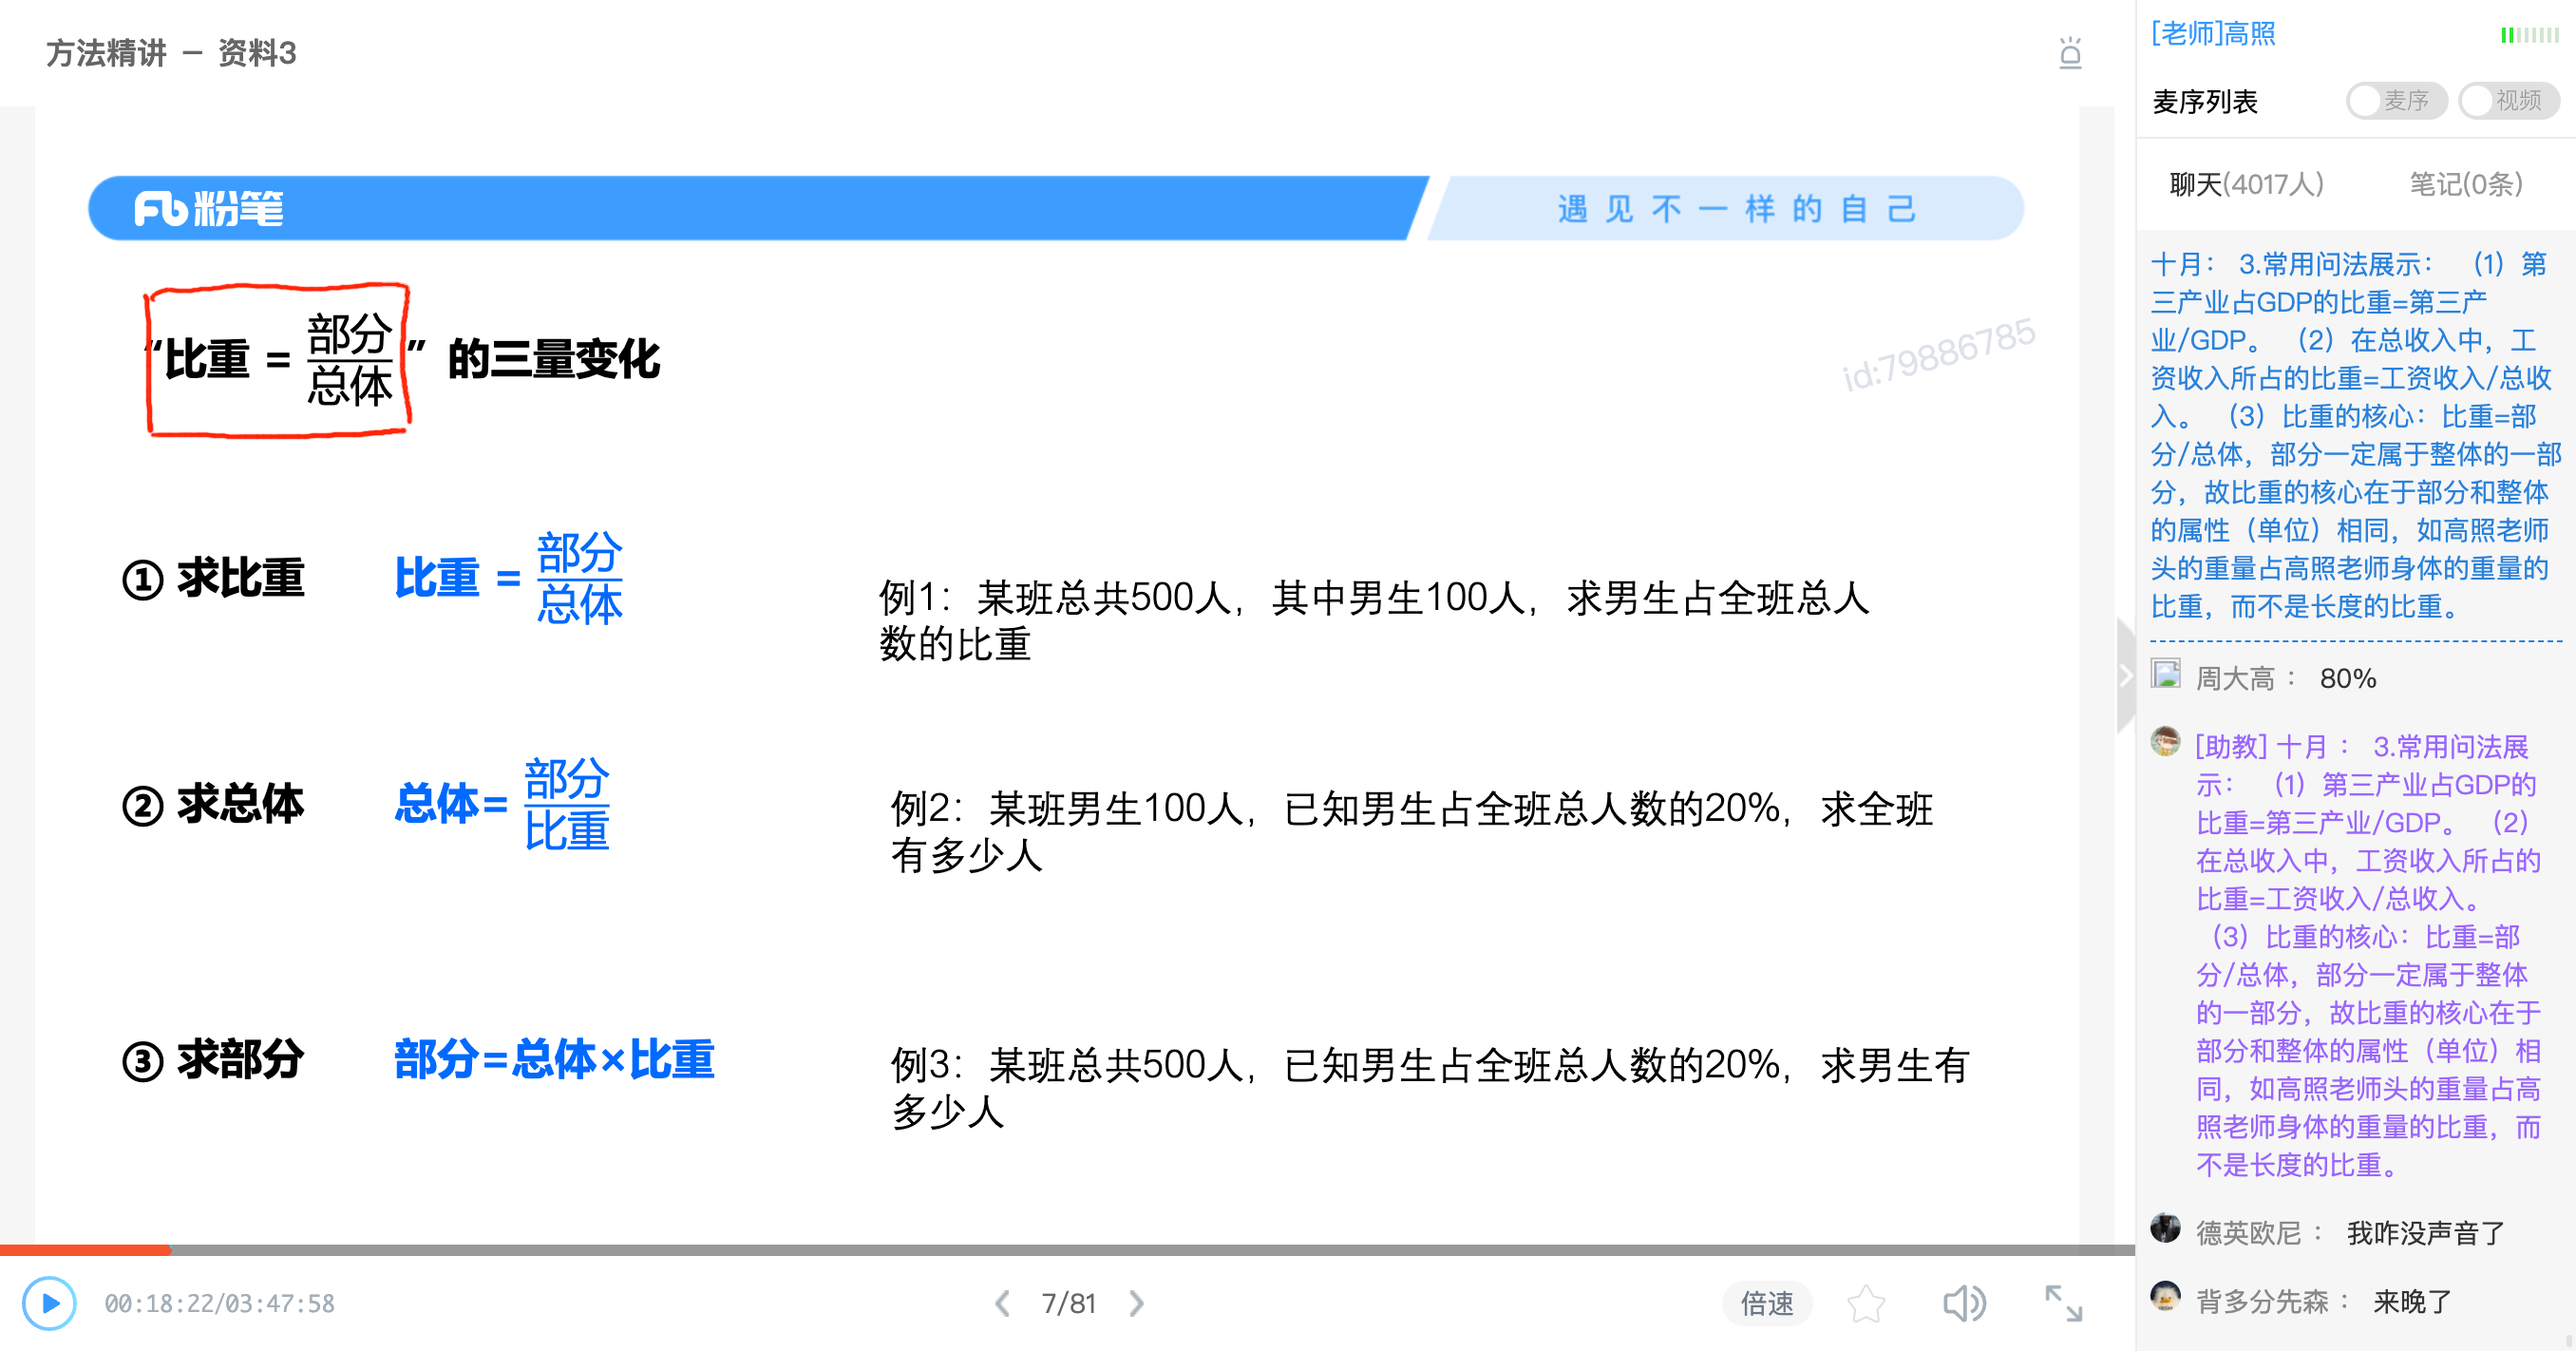 方法精讲 － 资料3
Fb粉笔
遇见不一样的自己
“比重 = 部分/总体” 的三量变化
id:79886785
① 求比重 比重 = 部分/总体
例1：某班总共500人，其中男生100人，求男生占全班总人
数的比重
② 求总体 总体= 部分/比重
例2：某班男生100人，已知男生占全班总人数的20%，求全班
有多少人
③ 求部分 部分=总体×比重
例3：某班总共500人，已知男生占全班总人数的20%，求男生有
多少人
00:18:22/03:47:58
7/81
倍速
[老师]高照
麦序列表 麦序 视频
聊天(4017人) 笔记(0条)
十月： 3.常用问法展示： （1）第
三产业占GDP的比重=第三产
业/GDP。 （2）在总收入中，工
资收入所占的比重=工资收入/总收
入。 （3）比重的核心：比重=部
分/总体，部分一定属于整体的一部
分，故比重的核心在于部分和整体
的属性（单位）相同，如高照老师
头的重量占高照老师身体的重量的
比重，而不是长度的比重。
周大高： 80%
[助教] 十月： 3.常用问法展
示： （1）第三产业占GDP的
比重=第三产业/GDP。 （2）
在总收入中，工资收入所占的
比重=工资收入/总收入。
（3）比重的核心：比重=部
分/总体，部分一定属于整体
的一部分，故比重的核心在于
部分和整体的属性（单位）相
同，如高照老师头的重量占高
照老师身体的重量的比重，而
不是长度的比重。
德英欧尼： 我咋没声音了
背多分先森： 来晚了